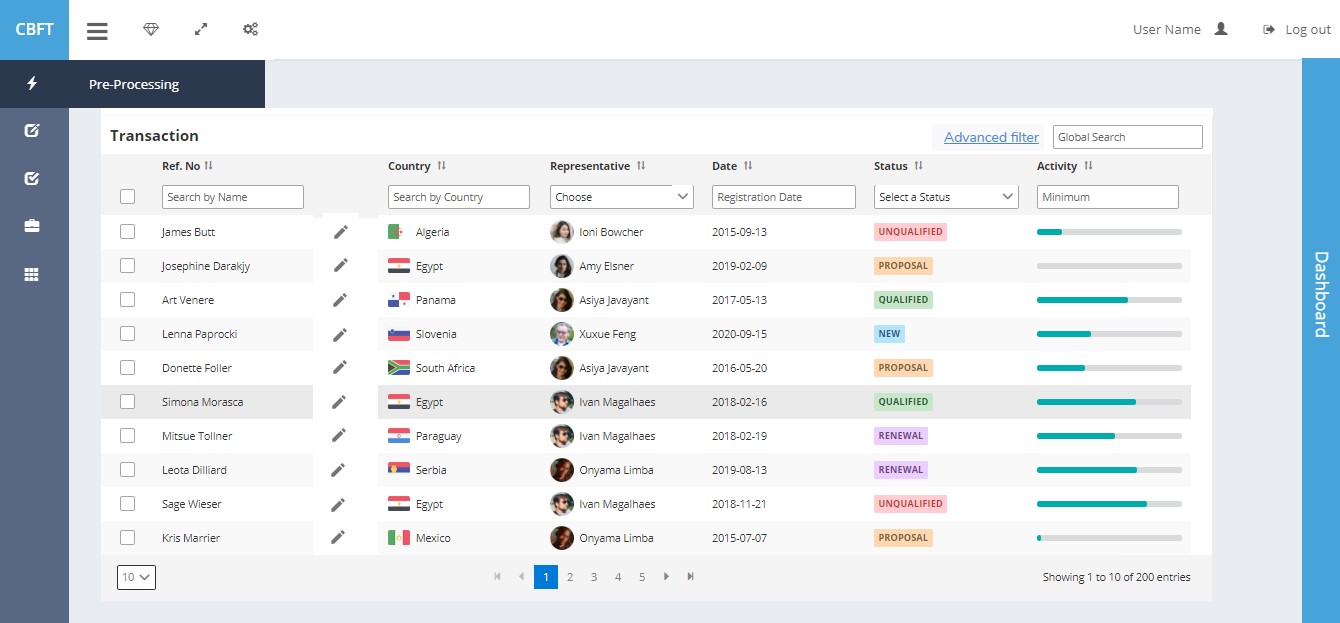 CBFT
User Name Log out
Pre-Processing
Transaction Advanced filter Global Search
Ref. No Country Representative Date Status Activity
Search by Name Search by Country Choose Registration Date Select a Status Minimum
James Butt Algeria Ioni Bowcher 2015-09-13 UNQUALIFIED
Josephine Darakjy Egypt Amy Elsner 2019-02-09 PROPOSAL
Art Venere Panama Asiya Javayant 2017-05-13 QUALIFIED
Lenna Paprocki Slovenia Xuxue Feng 2020-09-15 NEW
Donette Foller South Africa Asiya Javayant 2016-05-20 PROPOSAL
Simona Morasca Egypt Ivan Magalhaes 2018-02-16 QUALIFIED
Mitsue Tollner Paraguay Ivan Magalhaes 2018-02-19 RENEWAL
Leota Dilliard Serbia Onyama Limba 2019-08-13 RENEWAL
Sage Wieser Egypt Ivan Magalhaes 2018-11-21 UNQUALIFIED
Kris Marrier Mexico Onyama Limba 2015-07-07 PROPOSAL
10 1 2 3 4 5 Showing 1 to 10 of 200 entries
Dashboard